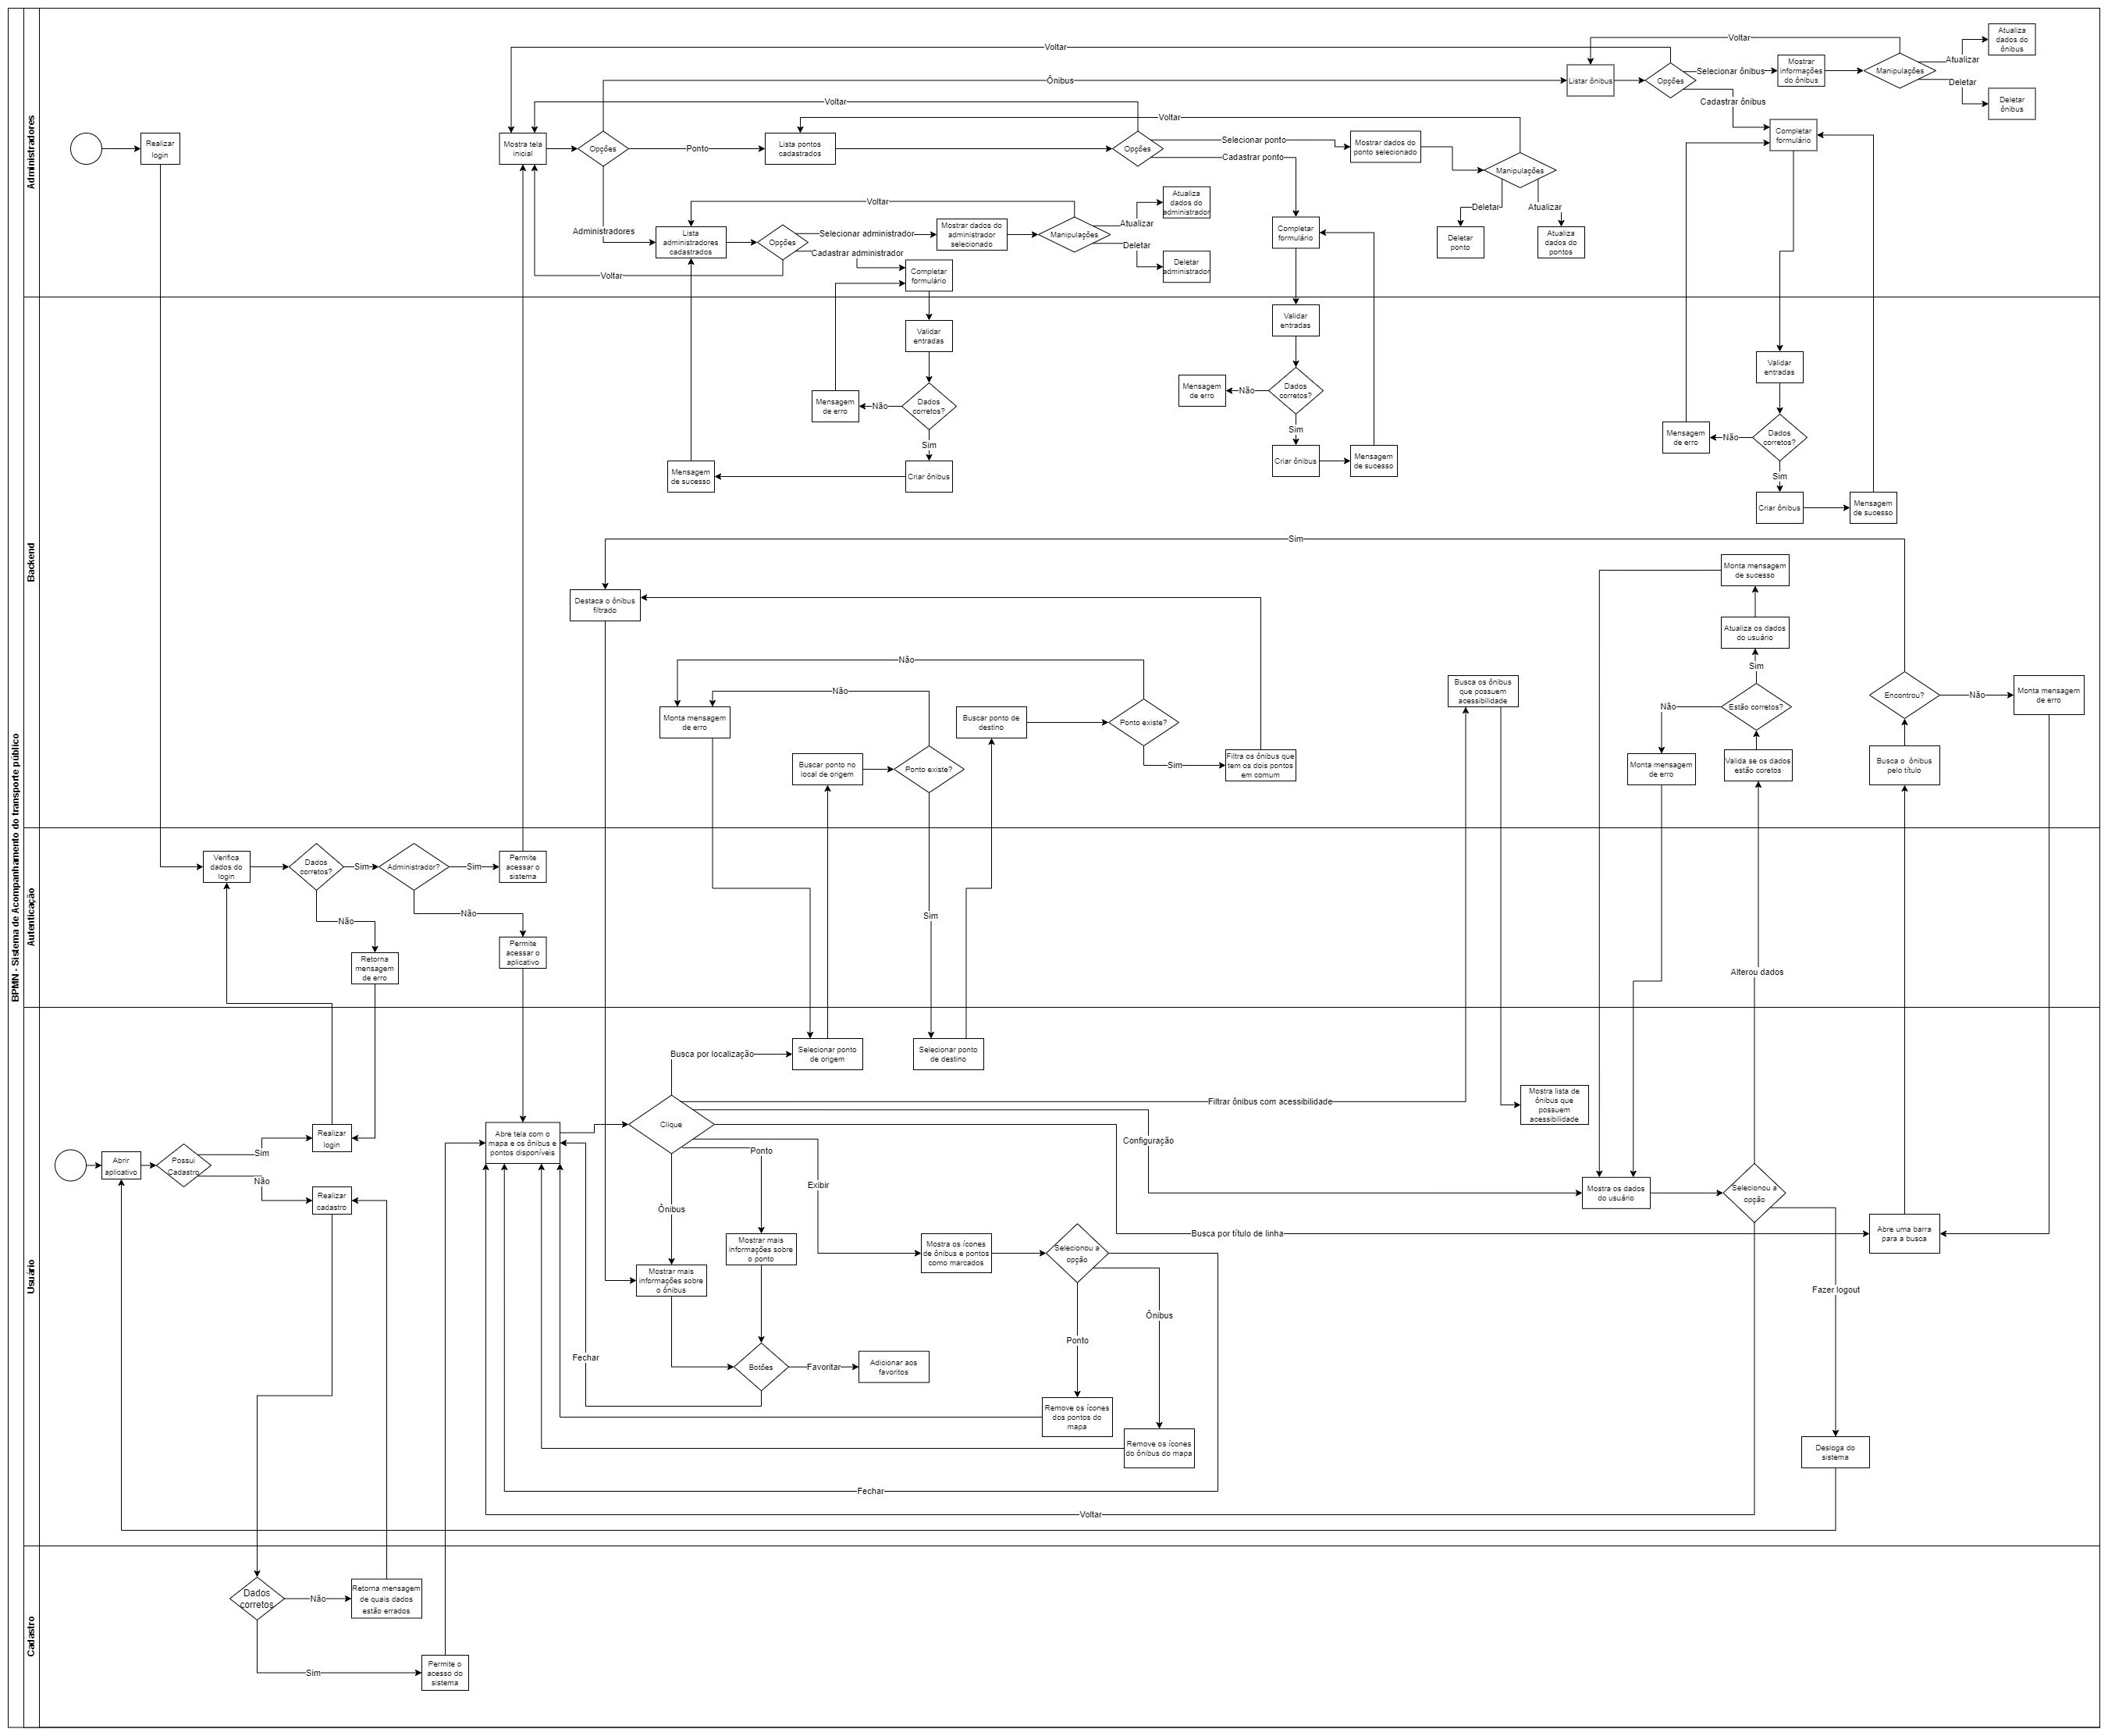 BPMN - Sistema de Acompanhamento do transporte público
Administradores
Voltar
Voltar
Atualiza
dados do
ônibus
Ônibus
Listar ônibus
Opções
Selecionar ônibus
Mostrar
informações
do ônibus
Manipulações
Atualizar
Deletar
Deletar
ônibus
Cadastrar ônibus
Voltar
Voltar
Realizar
login
Mostra tela
inicial
Opções
Ponto
Lista pontos
cadastrados
Opções
Selecionar ponto
Cadastrar ponto
Mostrar dados do
ponto selecionado
Manipulações
Completar
formulário
Deletar
Atualizar
Deletar
ponto
Atualiza
dados do
pontos
Completar
formulário
Administradores
Voltar
Lista
administradores
cadastrados
Opções
Selecionar administrador
Cadastrar administrador
Mostrar dados do
administrador
selecionado
Manipulações
Atualizar
Deletar
Atualiza
dados do
administrador
Deletar
administrador
Voltar
Completar
formulário
Backend
Validar
entradas
Dados
corretos?
Não
Mensagem
de erro
Sim
Criar ônibus
Mensagem
de sucesso
Validar
entradas
Dados
corretos?
Não
Mensagem
de erro
Sim
Criar ônibus
Mensagem
de sucesso
Validar
entradas
Dados
corretos?
Não
Mensagem
de erro
Sim
Criar ônibus
Mensagem
de sucesso
Sim
Destaca o ônibus
filtrado
Não
Não
Monta mensagem
de erro
Buscar ponto no
local de origem
Ponto existe?
Buscar ponto de
destino
Ponto existe?
Sim
Filtra os ônibus que
tem os dois pontos
em comum
Busca os ônibus
que possuem
acessibilidade
Monta mensagem
de sucesso
Atualiza os dados
do usuário
Sim
Não
Estão corretos?
Monta mensagem
de erro
Valida se os dados
estão coretos
Encontrou?
Não
Monta mensagem
de erro
Busca o ônibus
pelo título
Autenticação
Verifica
dados do
login
Dados
corretos?
Sim
Administrador?
Sim
Permite
acessar o
sistema
Não
Não
Retorna
mensagem
de erro
Permite
acessar o
aplicativo
Sim
Alterou dados
Usuário
Abrir
aplicativo
Possui
Cadastro
Sim
Não
Realizar
login
Realizar
cadastro
Abre tela com o
mapa e os ônibus e
pontos disponíveis
Clique
Busca por localização
Selecionar ponto
de origem
Selecionar ponto
de destino
Filtrar ônibus com acessibilidade
Mostra lista de
ônibus que
possuem
acessibilidade
Configuração
Mostra os dados
do usuário
Selecionou a
opção
Busca por título de linha
Abre uma barra
para a busca
Ônibus
Ponto
Exibir
Mostrar mais
informações sobre
o ponto
Mostrar mais
informações sobre
o ônibus
Mostra os ícones
de ônibus e pontos
como marcados
Selecionou a
opção
Ponto
Ônibus
Fazer logout
Fechar
Botões
Favoritar
Adicionar aos
favoritos
Remove os ícones
dos pontos do
mapa
Remove os ícones
do ônibus do mapa
Desloga do
sistema
Fechar
Voltar
Cadastro
Dados
corretos
Não
Retorna mensagem
de quais dados
estão errados
Sim
Permite o
acesso do
sistema